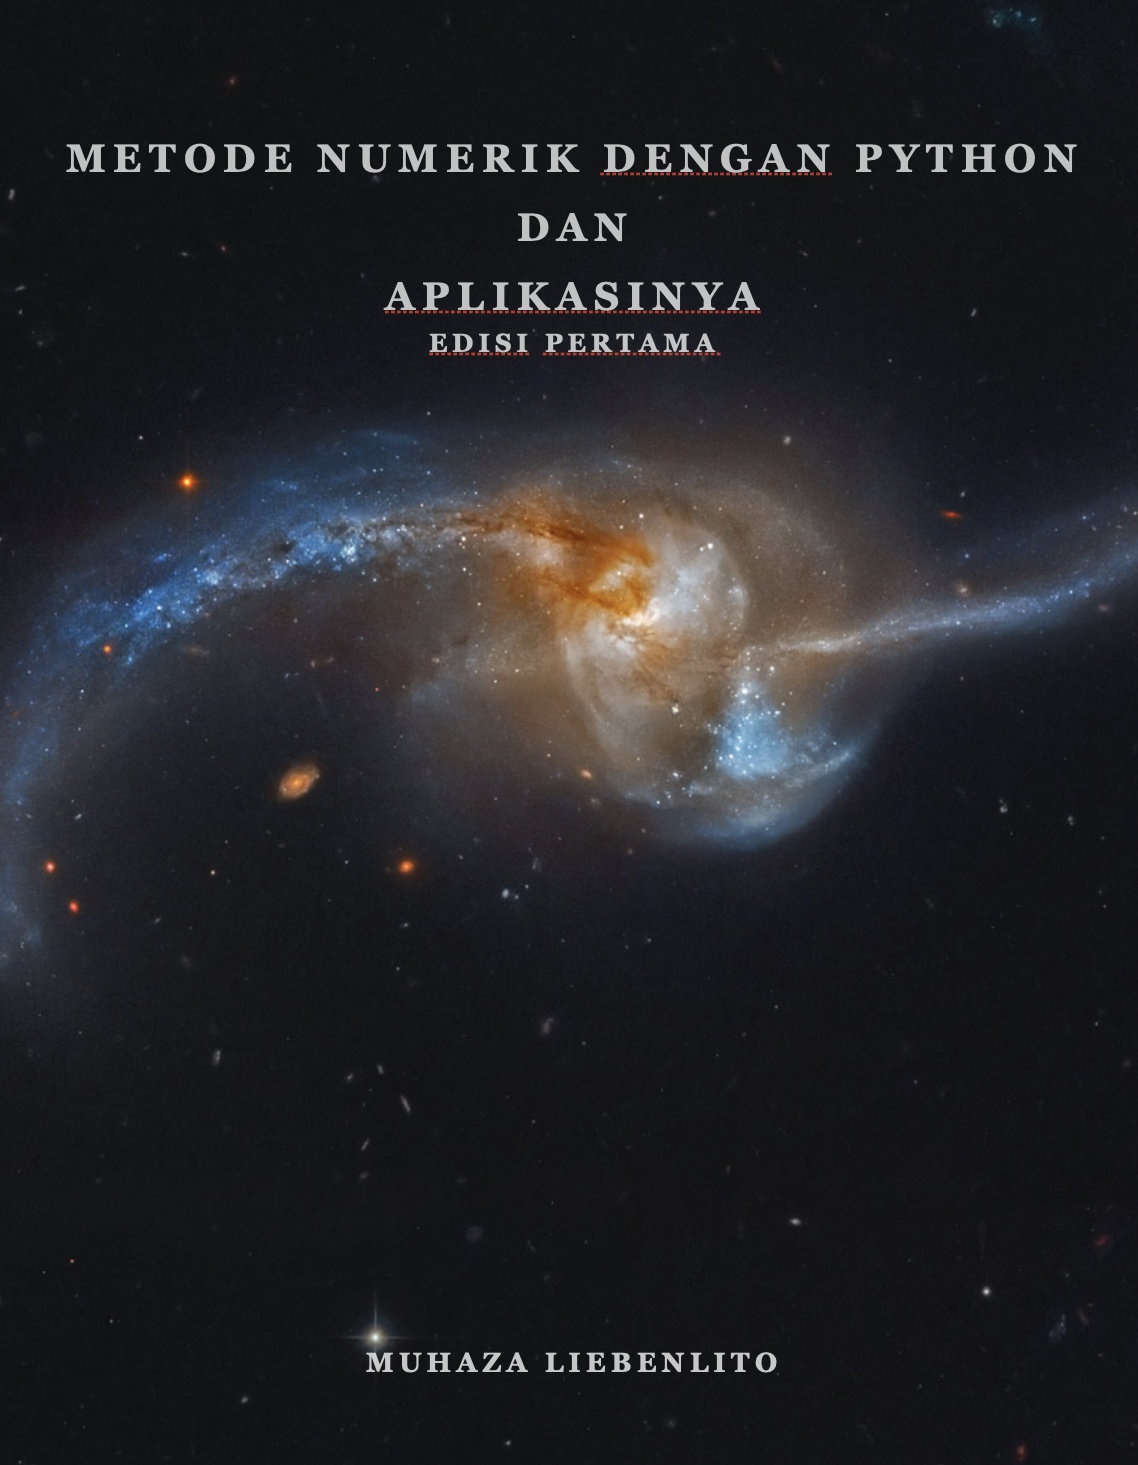 METODE NUMERIK DENGAN PYTHON
DAN
APLIKASINYA
EDISI PERTAMA
MUHAZA LIEBENLITO